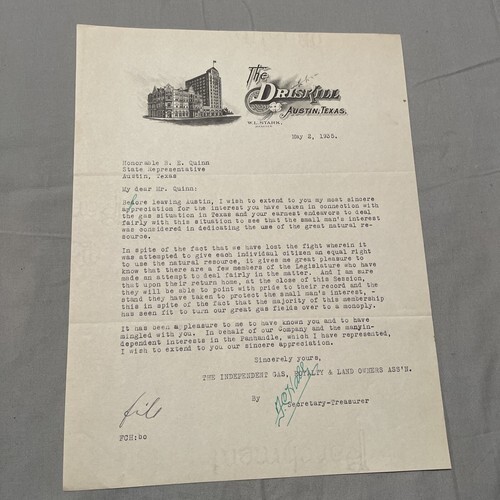 The
DRISKILL
AUSTIN, TEXAS.
W. L. STARK,
May 2, 1935.
Honorable B. E. Quinn
State Representative
Austin, Texas
My dear Mr. Quinn:
Before leaving Austin, I wish to extend to you my most sincere
appreciation for the interest you have taken in connection with
the gas situation in Texas and your earnest endeavors to deal
fairly with this situation to see that the small man's interest
was considered in dedicating the use of the great natural re-
source.
In spite of the fact that we have lost the fight wherein it
was attempted to give each individual citizen an equal right
to use the natural resource, it gives me great pleasure to
know that there are a few members of the Legislature who have
made an attempt to deal fairly in the matter. And I am sure
that upon their return home, at the close of this Session,
they will be able to point with pride to their record and the
stand they have taken to protect the small man's interest, -
this in spite of the fact that the majority of this membership
has seen fit to turn our great gas fields over to a monoply.
It has been a pleasure to me to have known you and to have
mingled with you. In behalf of our Company and the many in-
dependent interests in the Panhandle, which I have represented,
I wish to extend to you our sincere appreciation.
Sincerely yours,
THE INDEPENDENT GAS, ROYALTY & LAND OWNERS ASS'N.
By
Secretary-Treasurer
file
FCH:bo